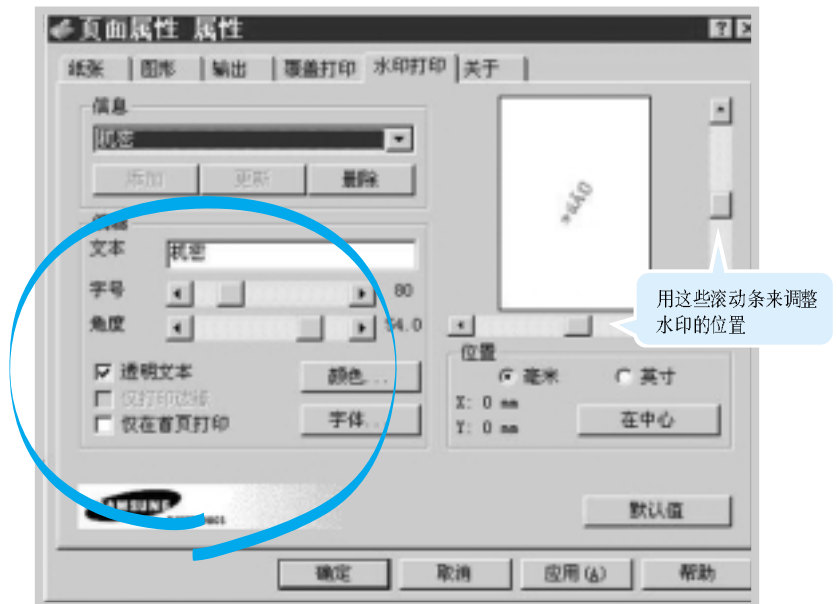 页面属性 属性
纸张 图形 输出 覆盖打印 水印打印 关于
信息
机密
添加 更新 删除
文本 机密
字号 80
角度 54.0
透明文本 颜色...
仅在首页打印 字体...
用这些滚动条来调整
水印的位置
位置
毫米 英寸
X: 0 mm
Y: 0 mm
在中心
默认值
确定 取消 应用(A) 帮助